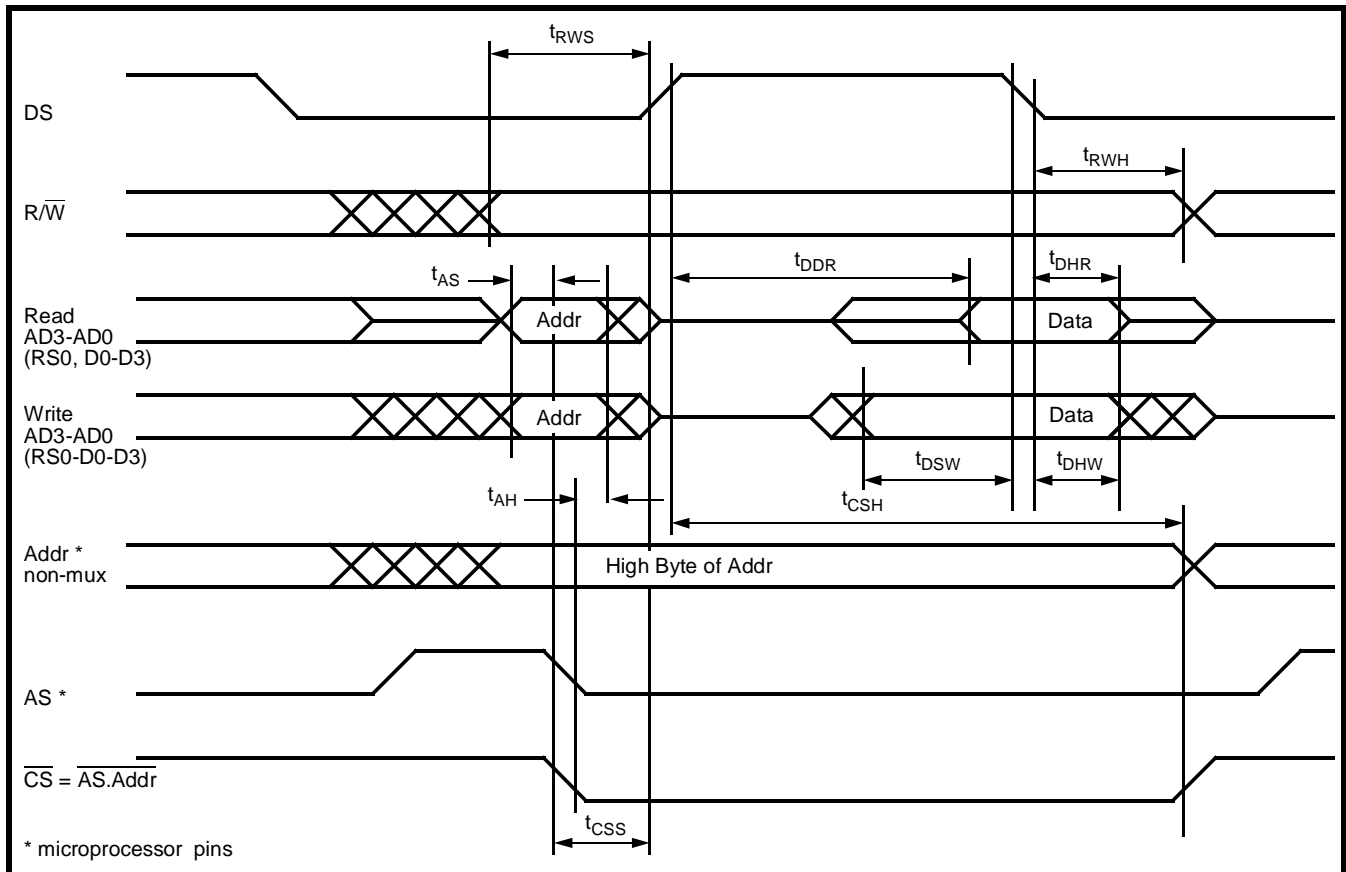 tRWS
DS
tRWH
R/W
tAS
tDDR
tDHR
Read
AD3-AD0
(RS0, D0-D3)
Addr
Data
Write
AD3-AD0
(RS0-D0-D3)
Addr
Data
tDSW
tDHW
tAH
tCSH
Addr *
non-mux
High Byte of Addr
AS *
CS = AS.Addr
tCSS
* microprocessor pins